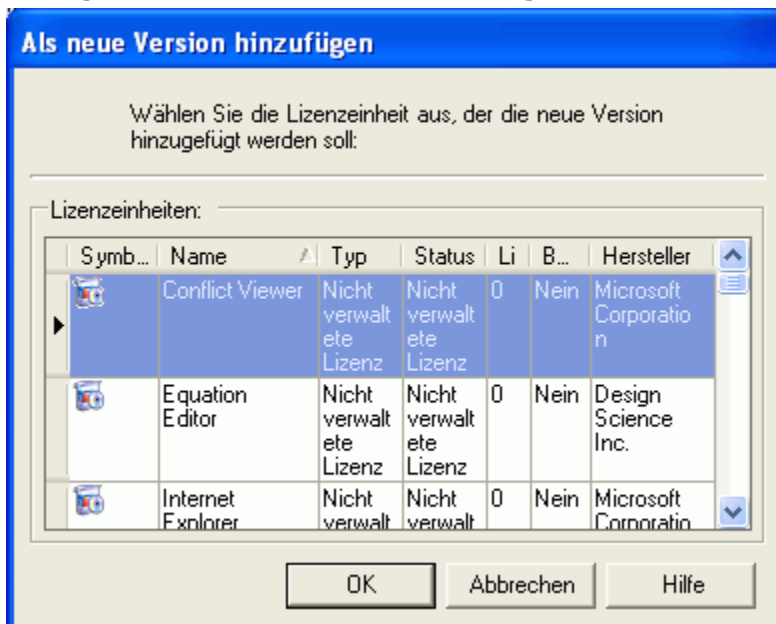 Als neue Version hinzufügen
Wählen Sie die Lizenzeinheit aus, der die neue Version
hinzugefügt werden soll:
Lizenzeinheiten:
Symb... Name Typ Status Li B... Hersteller
Conflict Viewer Nicht Nicht 0 Nein Microsoft
verwalt verwalt Corporatio
ete ete n
Lizenz Lizenz
Equation Nicht Nicht 0 Nein Design
Editor verwalt verwalt Science
ete ete Inc.
Lizenz Lizenz
Internet Nicht Nicht 0 Nein Microsoft
Explorer verwalt verwalt Corporatio
OK Abbrechen Hilfe